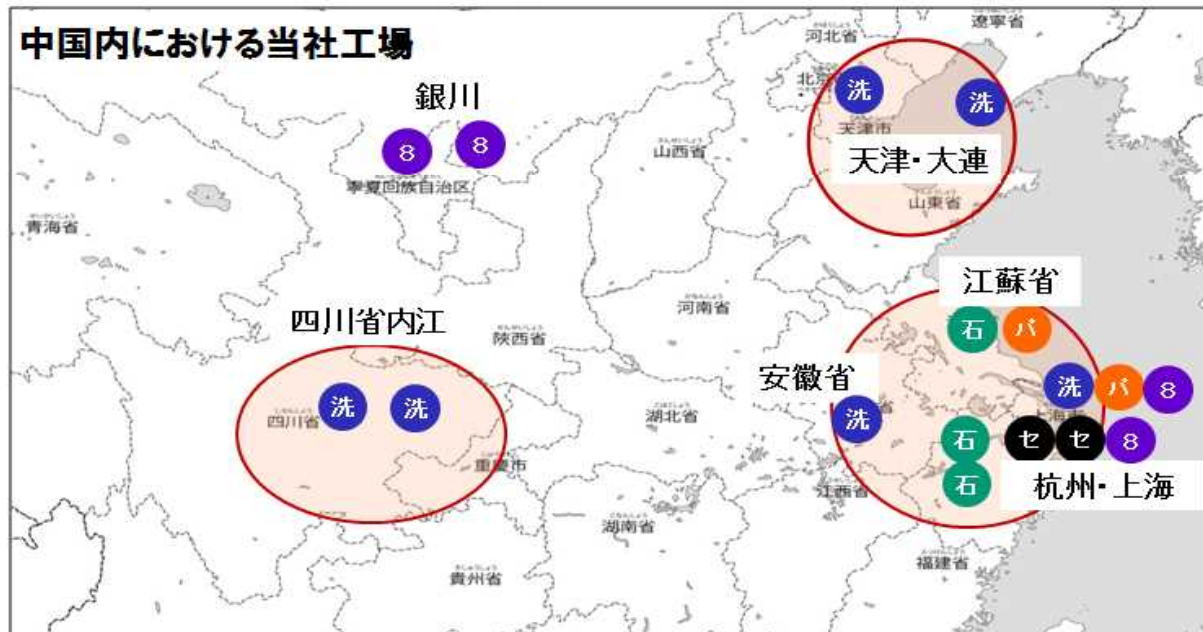 中国内における当社工場
河北省
遼寧省
銀川
8
8
洗
洗
天津市
山西省
天津・大連
寧夏回族自治区
山東省
青海省
江蘇省
河南省
石
バ
四川省内江
陝西省
安徽省
洗
バ
8
洗
洗
四川省
湖北省
洗
上海市
石
セ
セ
8
重慶市
石
杭州・上海
江西省
湖南省
福建省
貴州省